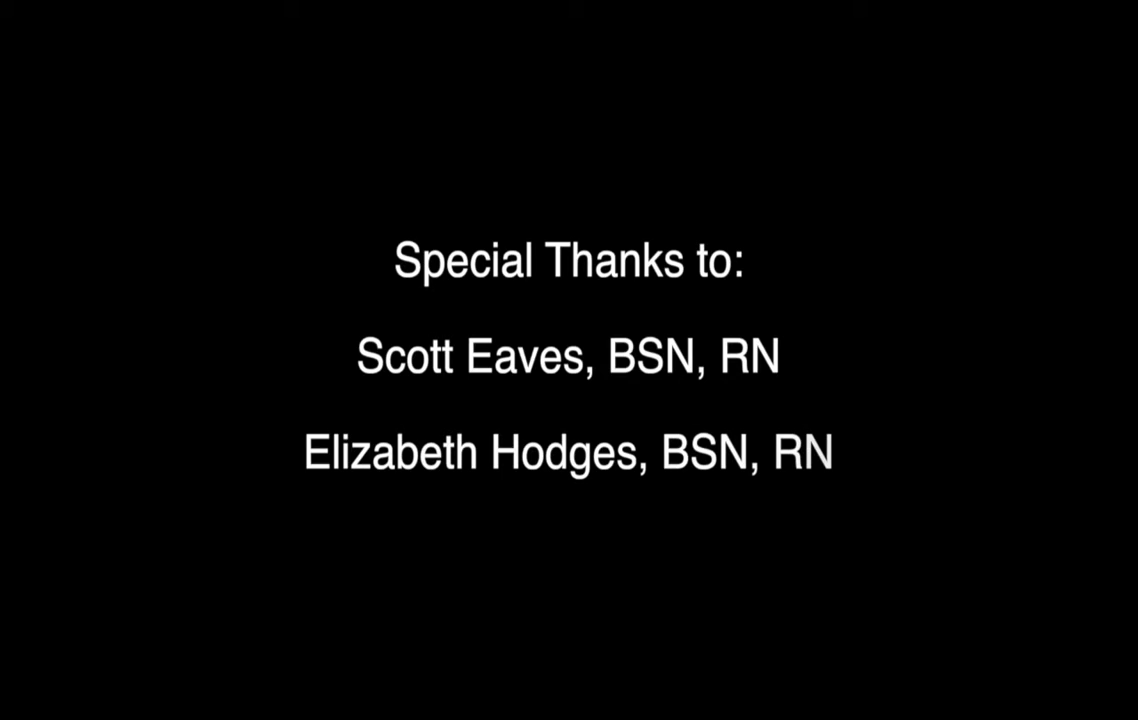 Special Thanks to:
Scott Eaves, BSN, RN
Elizabeth Hodges, BSN, RN